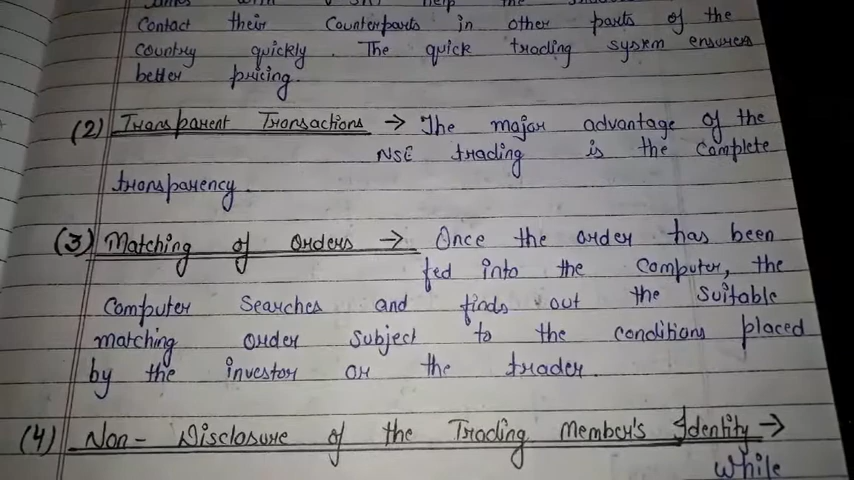 help the
Contact their Counterparts in other parts of the
Country quickly. The quick trading system ensures
better pricing.
(2) Transparent Transactions → The major advantage of the
NSE trading is the complete
transparency.
(3) Matching of Orders → Once the order has been
fed into the computer, the
Computer searches and finds out the suitable
matching order subject to the conditions placed
by the investor or the trader.
(4) Non-Disclosure of the Trading Member's Identity →
While